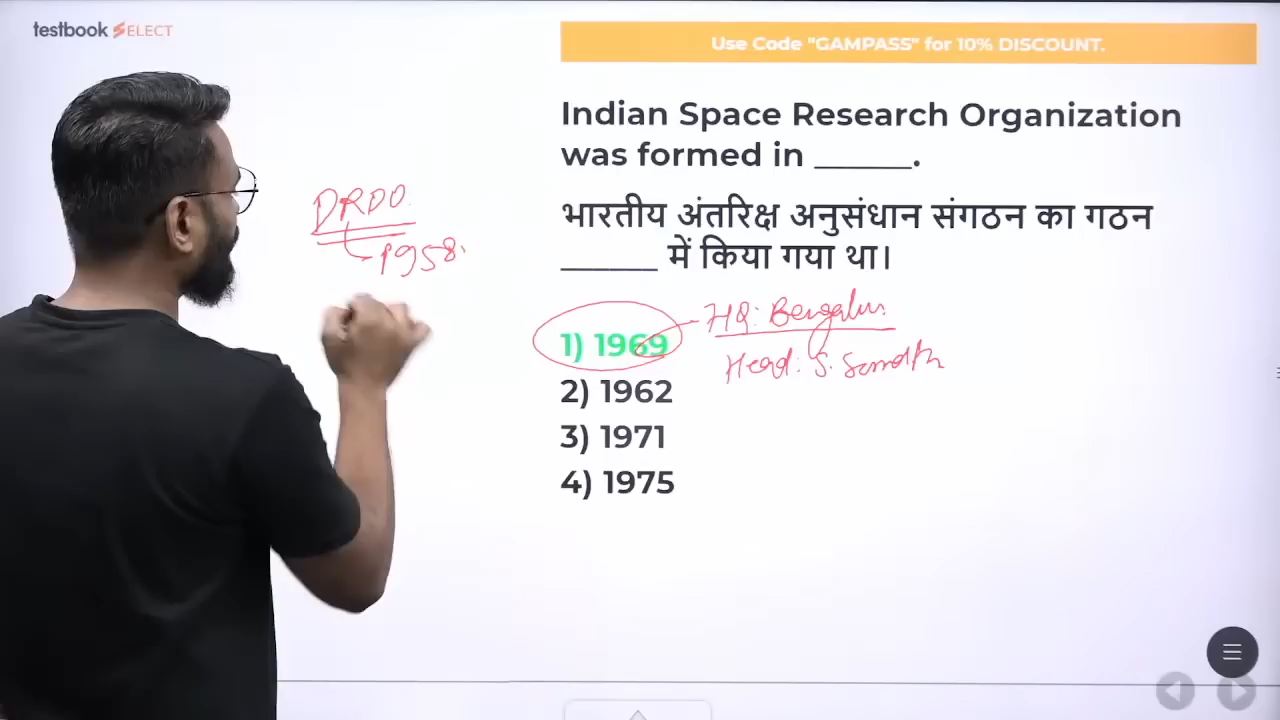 testbook SELECT
Use Code "GAMPASS" for 10% DISCOUNT.
Indian Space Research Organization
was formed in ______.
भारतीय अंतरिक्ष अनुसंधान संगठन का गठन
______ में किया गया था।
DRDO.
1958.
1) 1969
HQ: Bengaluru
Head: S.
2) 1962
3) 1971
4) 1975